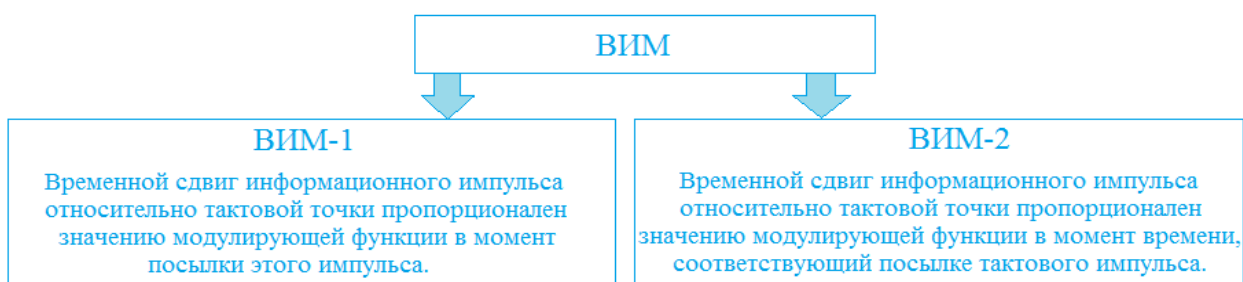 ВИМ
ВИМ-1
Временной сдвиг информационного импульса
относительно тактовой точки пропорционален
значению модулирующей функции в момент
посылки этого импульса.
ВИМ-2
Временной сдвиг информационного импульса
относительно тактовой точки пропорционален
значению модулирующей функции в момент времени,
соответствующий посылке тактового импульса.